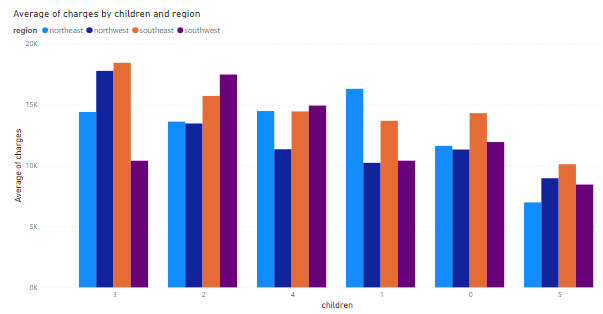 Average of charges by children and region
region northeast northwest southeast southwest
20K
15K
10K
5K
0K
Average of charges
3 2 4 1 0 5
children